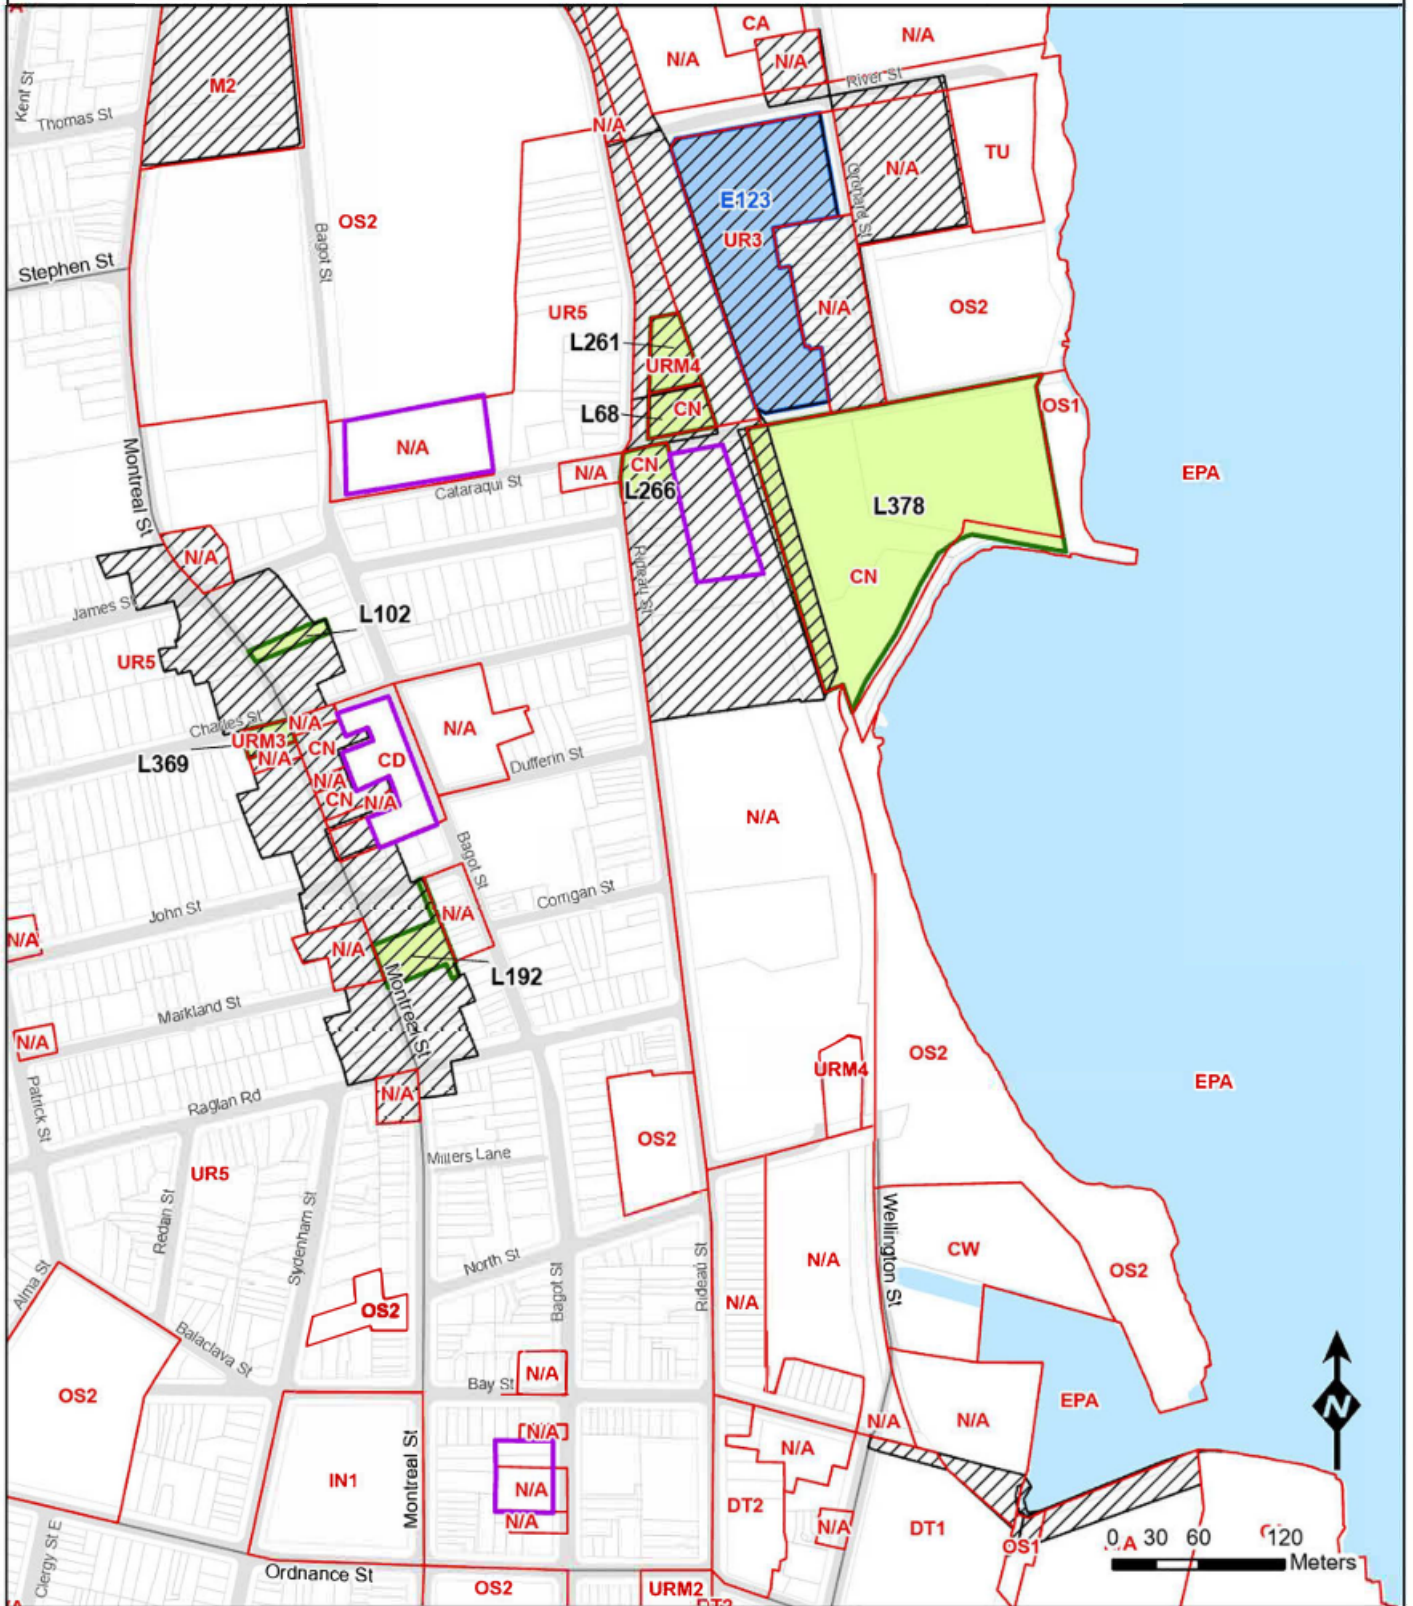 CA
N/A
N/A
N/A
M2
River St
Kent St
Thomas St
N/A
TU
N/A
Orchard St
E123
UR3
OS2
Bagot St
Stephen St
UR5
N/A
OS2
L261
URM4
L68
CN
OS1
N/A
CN
N/A
L266
Cataraqui St
EPA
L378
Montreal St
N/A
Rideau St
CN
James St
L102
UR5
Charles St
N/A
URM3
CN
N/A
N/A
CD
N/A
L369
N/A
CN
N/A
Dufferin St
N/A
Bagot St
Corrigan St
John St
N/A
N/A
N/A
L192
Montreal St
Markland St
N/A
OS2
URM4
EPA
Patrick St
N/A
Raglan Rd
OS2
Millers Lane
UR5
Redan St
Sydenham St
Wellington St
CW
N/A
OS2
North St
Rideau St
Bagot St
Alma St
OS2
N/A
Balaclava St
N/A
Bay St
OS2
EPA
N/A
N/A
N/A
N/A
Montreal St
IN1
N/A
DT2
N/A
N/A
DT1
OS1
N
0 30 60 120
Meters
Clergy St E
Ordnance St
OS2
URM2
DT2